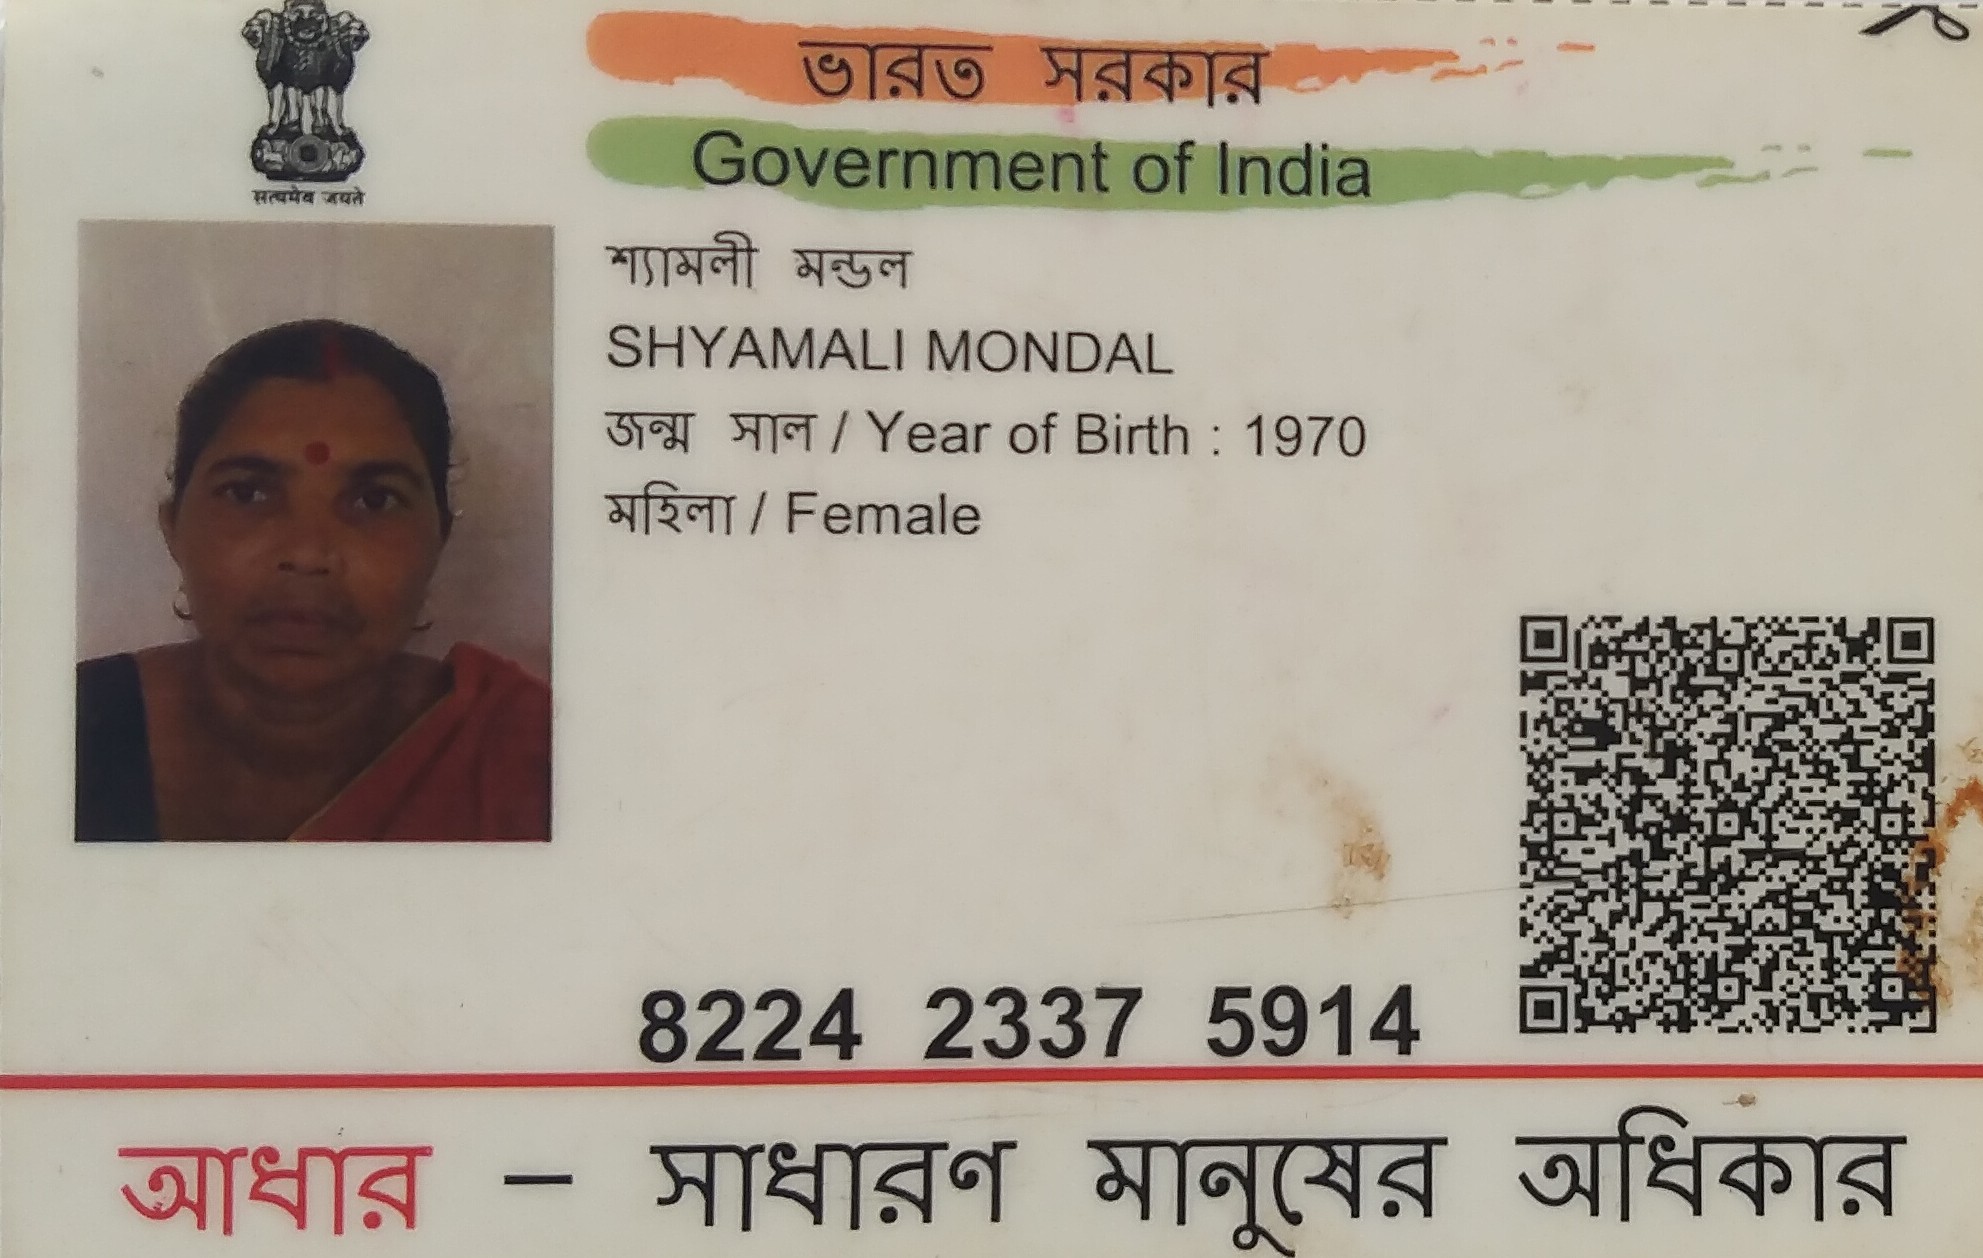 सत्यमेव जयते
ভারত সরকার
Government of India
শ্যামলী মন্ডল
SHYAMALI MONDAL
জন্ম সাল / Year of Birth : 1970
মহিলা / Female
8224 2337 5914
আধার – সাধারণ মানুষের অধিকার